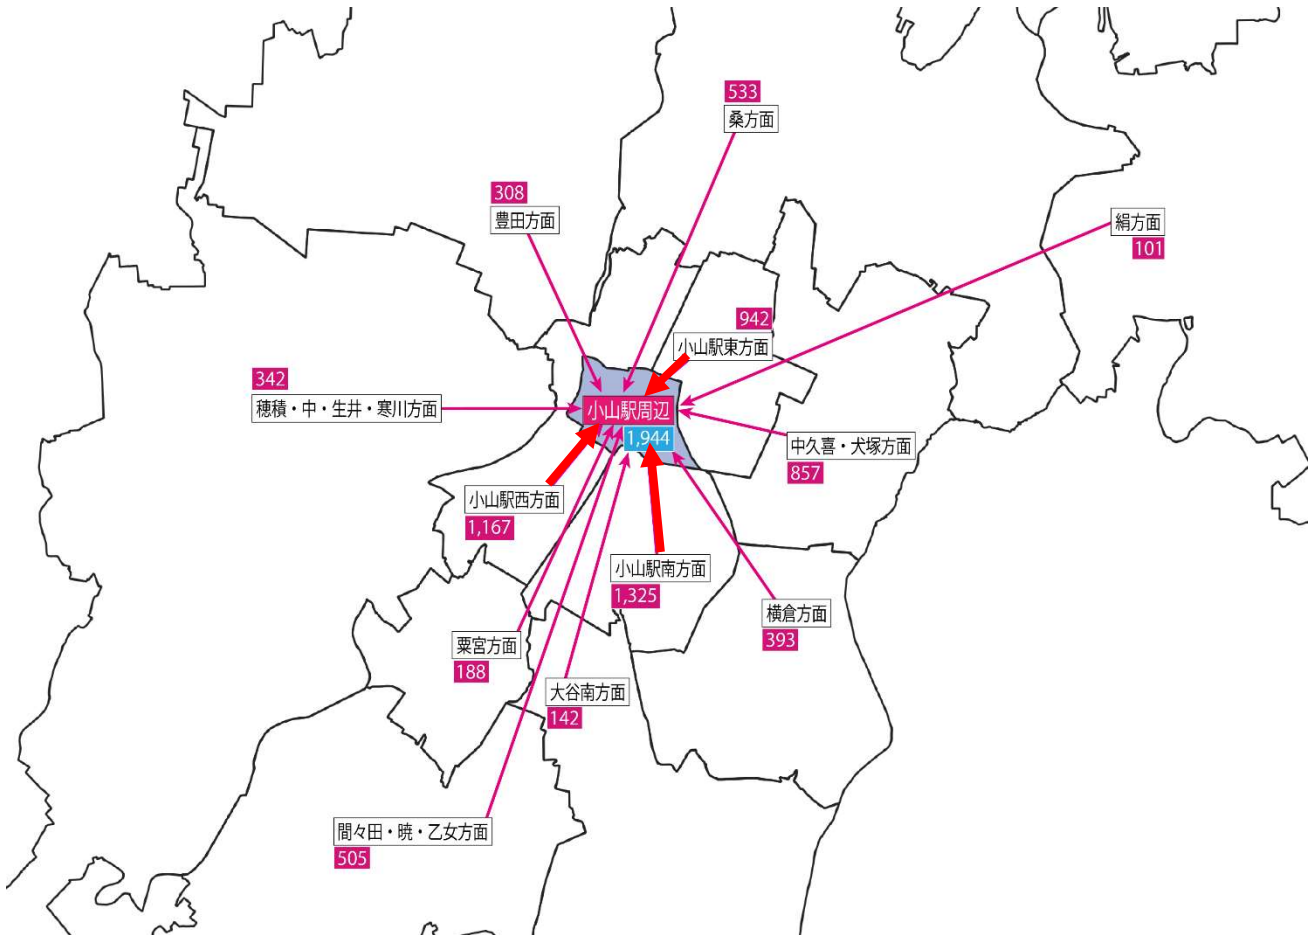 533
桑方面
308
豊田方面
絹方面
101
942
小山駅東方面
342
穂積・中・生井・寒川方面
小山駅周辺
1,944
中久喜・犬塚方面
857
小山駅西方面
1,167
小山駅南方面
1,325
横倉方面
393
粟宮方面
188
大谷南方面
142
間々田・暁・乙女方面
505